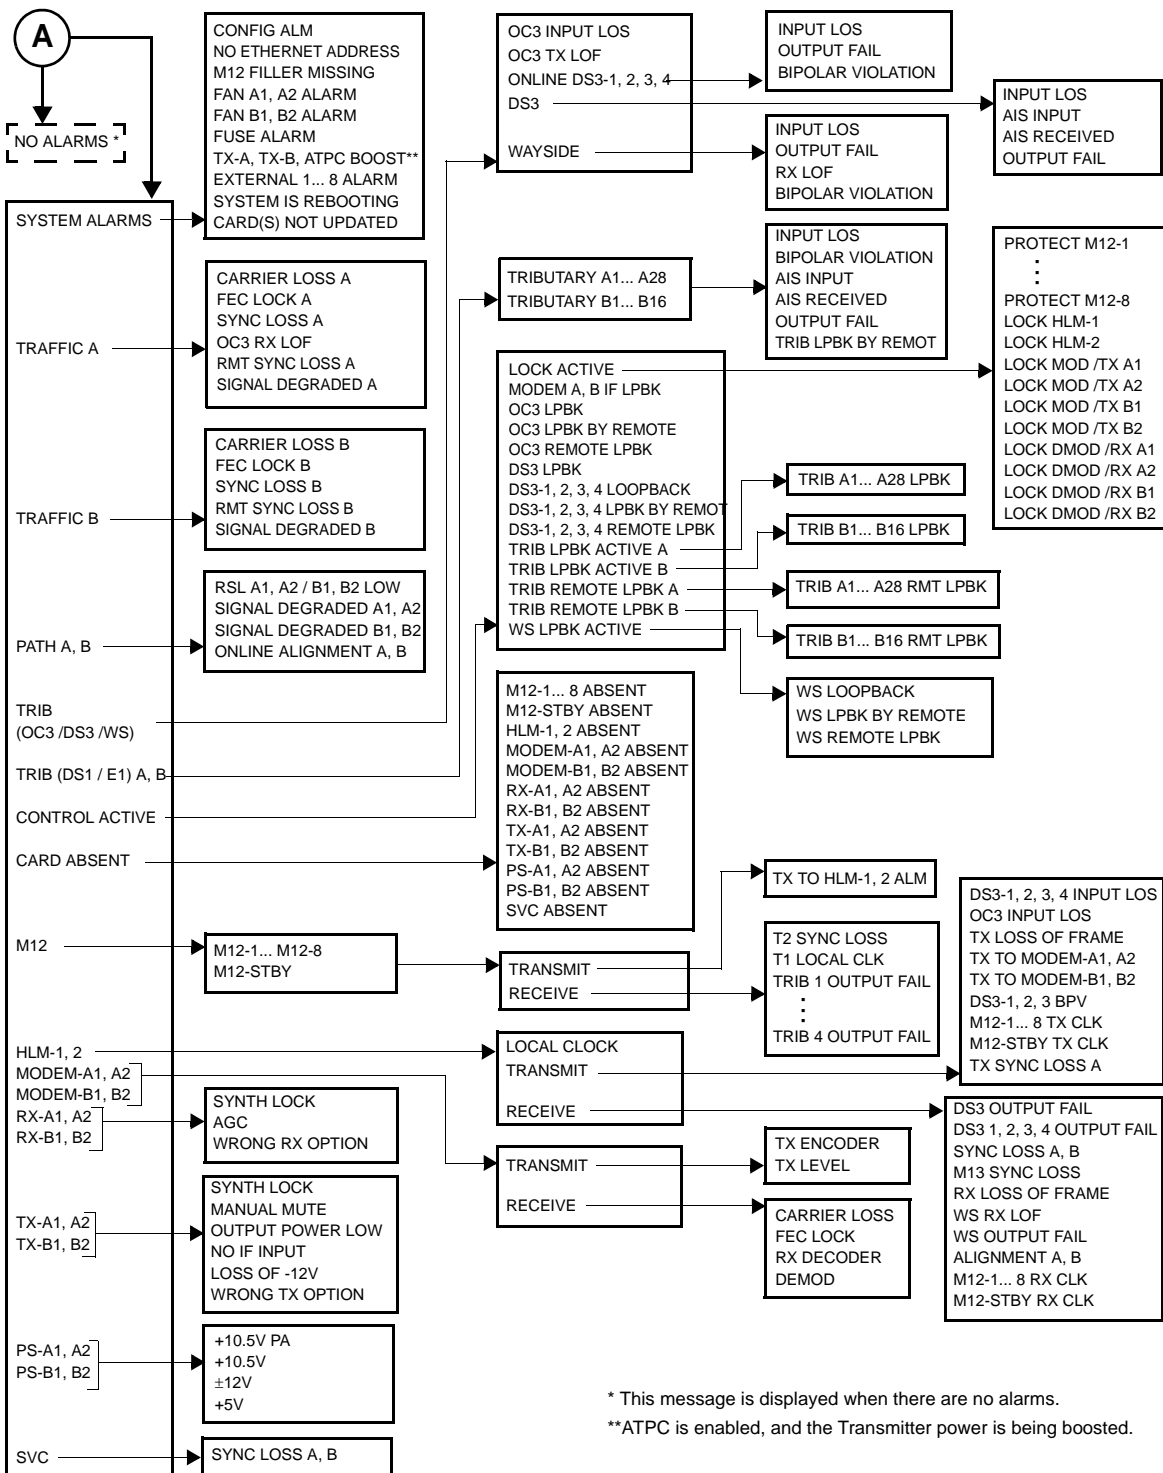 A
NO ALARMS *
SYSTEM ALARMS
CONFIG ALM
NO ETHERNET ADDRESS
M12 FILLER MISSING
FAN A1, A2 ALARM
FAN B1, B2 ALARM
FUSE ALARM
TX-A, TX-B, ATPC BOOST**
EXTERNAL 1... 8 ALARM
SYSTEM IS REBOOTING
CARD(S) NOT UPDATED
TRAFFIC A
CARRIER LOSS A
FEC LOCK A
SYNC LOSS A
OC3 RX LOF
RMT SYNC LOSS A
SIGNAL DEGRADED A
TRAFFIC B
CARRIER LOSS B
FEC LOCK B
SYNC LOSS B
RMT SYNC LOSS B
SIGNAL DEGRADED B
PATH A, B
RSL A1, A2 / B1, B2 LOW
SIGNAL DEGRADED A1, A2
SIGNAL DEGRADED B1, B2
ONLINE ALIGNMENT A, B
TRIB
(OC3 /DS3 /WS)
OC3 INPUT LOS
OC3 TX LOF
ONLINE DS3-1, 2, 3, 4
DS3
WAYSIDE
INPUT LOS
OUTPUT FAIL
BIPOLAR VIOLATION
INPUT LOS
AIS INPUT
AIS RECEIVED
OUTPUT FAIL
INPUT LOS
OUTPUT FAIL
RX LOF
BIPOLAR VIOLATION
TRIB (DS1 / E1) A, B
TRIBUTARY A1... A28
TRIBUTARY B1... B16
INPUT LOS
BIPOLAR VIOLATION
AIS INPUT
AIS RECEIVED
OUTPUT FAIL
TRIB LPBK BY REMOT
CONTROL ACTIVE
LOCK ACTIVE
MODEM A, B IF LPBK
OC3 LPBK
OC3 LPBK BY REMOTE
OC3 REMOTE LPBK
DS3 LPBK
DS3-1, 2, 3, 4 LOOPBACK
DS3-1, 2, 3, 4 LPBK BY REMOT
DS3-1, 2, 3, 4 REMOTE LPBK
TRIB LPBK ACTIVE A
TRIB LPBK ACTIVE B
TRIB REMOTE LPBK A
TRIB REMOTE LPBK B
WS LPBK ACTIVE
PROTECT M12-1
PROTECT M12-8
LOCK HLM-1
LOCK HLM-2
LOCK MOD /TX A1
LOCK MOD /TX A2
LOCK MOD /TX B1
LOCK MOD /TX B2
LOCK DMOD /RX A1
LOCK DMOD /RX A2
LOCK DMOD /RX B1
LOCK DMOD /RX B2
TRIB A1... A28 LPBK
TRIB B1... B16 LPBK
TRIB A1... A28 RMT LPBK
TRIB B1... B16 RMT LPBK
WS LOOPBACK
WS LPBK BY REMOTE
WS REMOTE LPBK
CARD ABSENT
M12-1... 8 ABSENT
M12-STBY ABSENT
HLM-1, 2 ABSENT
MODEM-A1, A2 ABSENT
MODEM-B1, B2 ABSENT
RX-A1, A2 ABSENT
RX-B1, B2 ABSENT
TX-A1, A2 ABSENT
TX-B1, B2 ABSENT
PS-A1, A2 ABSENT
PS-B1, B2 ABSENT
SVC ABSENT
M12
M12-1... M12-8
M12-STBY
TRANSMIT
RECEIVE
TX TO HLM-1, 2 ALM
T2 SYNC LOSS
T1 LOCAL CLK
TRIB 1 OUTPUT FAIL
TRIB 4 OUTPUT FAIL
HLM-1, 2
LOCAL CLOCK
TRANSMIT
RECEIVE
DS3-1, 2, 3, 4 INPUT LOS
OC3 INPUT LOS
TX LOSS OF FRAME
TX TO MODEM-A1, A2
TX TO MODEM-B1, B2
DS3-1, 2, 3 BPV
M12-1... 8 TX CLK
M12-STBY TX CLK
TX SYNC LOSS A
DS3 OUTPUT FAIL
DS3 1, 2, 3, 4 OUTPUT FAIL
SYNC LOSS A, B
M13 SYNC LOSS
RX LOSS OF FRAME
WS RX LOF
WS OUTPUT FAIL
ALIGNMENT A, B
M12-1... 8 RX CLK
M12-STBY RX CLK
MODEM-A1, A2
MODEM-B1, B2
TRANSMIT
RECEIVE
TX ENCODER
TX LEVEL
CARRIER LOSS
FEC LOCK
RX DECODER
DEMOD
RX-A1, A2
RX-B1, B2
SYNTH LOCK
AGC
WRONG RX OPTION
TX-A1, A2
TX-B1, B2
SYNTH LOCK
MANUAL MUTE
OUTPUT POWER LOW
NO IF INPUT
LOSS OF -12V
WRONG TX OPTION
PS-A1, A2
PS-B1, B2
+10.5V PA
+10.5V
±12V
+5V
SVC
SYNC LOSS A, B
* This message is displayed when there are no alarms.
**ATPC is enabled, and the Transmitter power is being boosted.